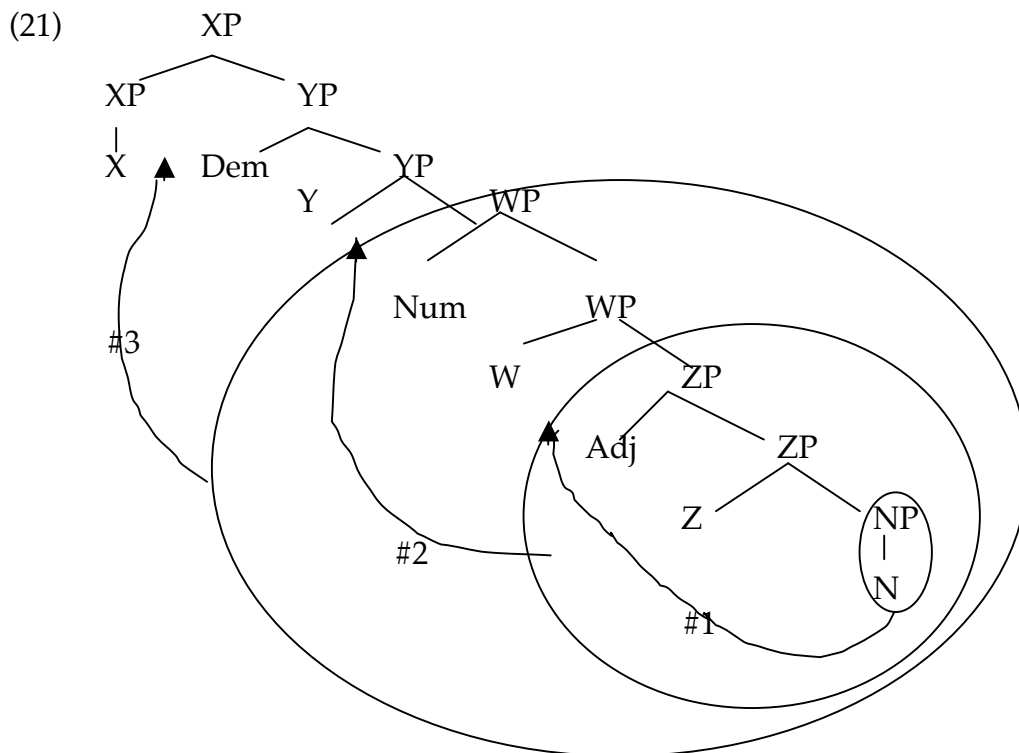 (21) XP
XP YP
X Dem YP
Y WP
Num WP
#3
W ZP
Adj ZP
Z NP
#2 N
#1